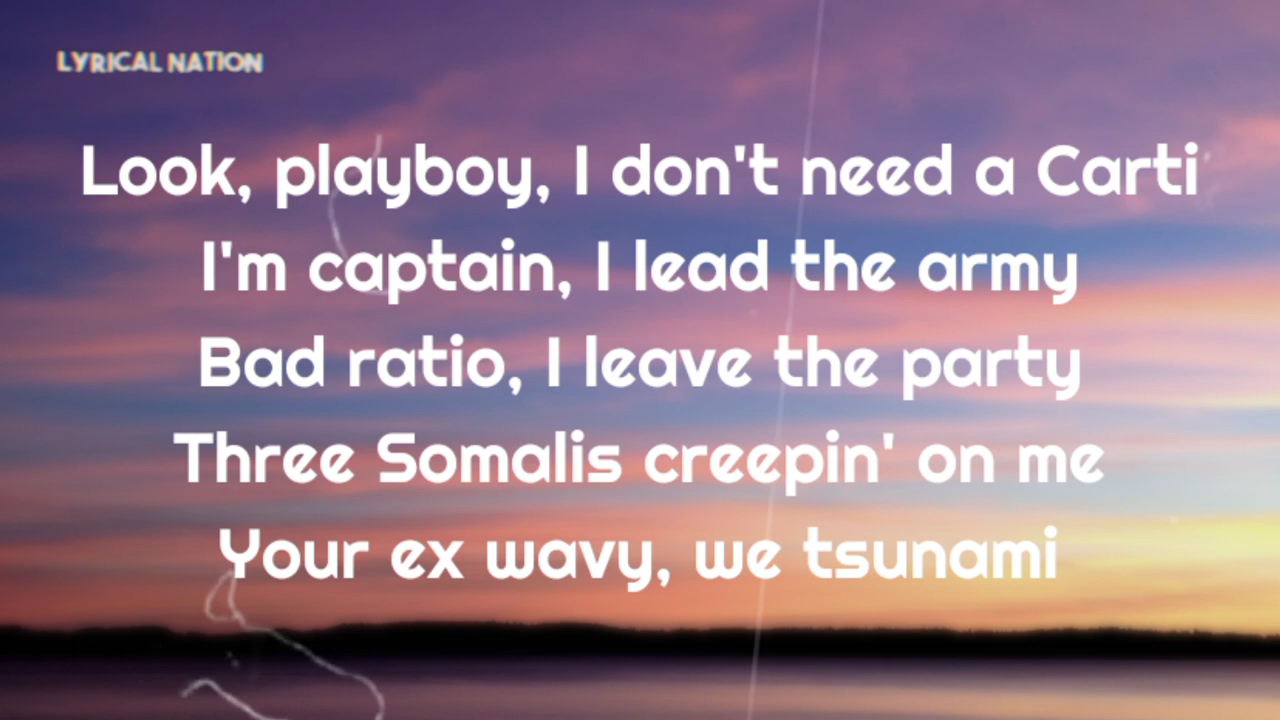 LYRICAL NATION
Look, playboy, I don't need a Carti
I'm captain, I lead the army
Bad ratio, I leave the party
Three Somalis creepin' on me
Your ex wavy, we tsunami